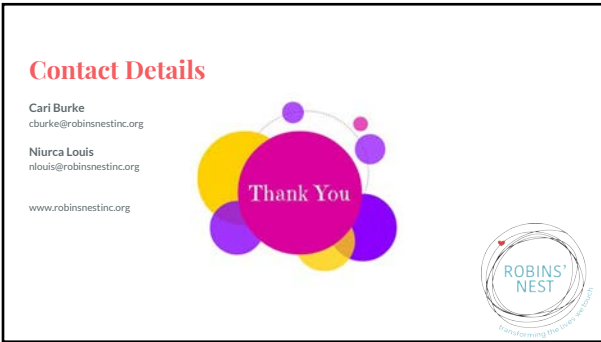 Contact Details
Cari Burke
cburke@robinsnestinc.org
Niurca Louis
nlouis@robinsnestinc.org
www.robinsnestinc.org
Thank You
ROBINS'
NEST
transforming the lives we touch